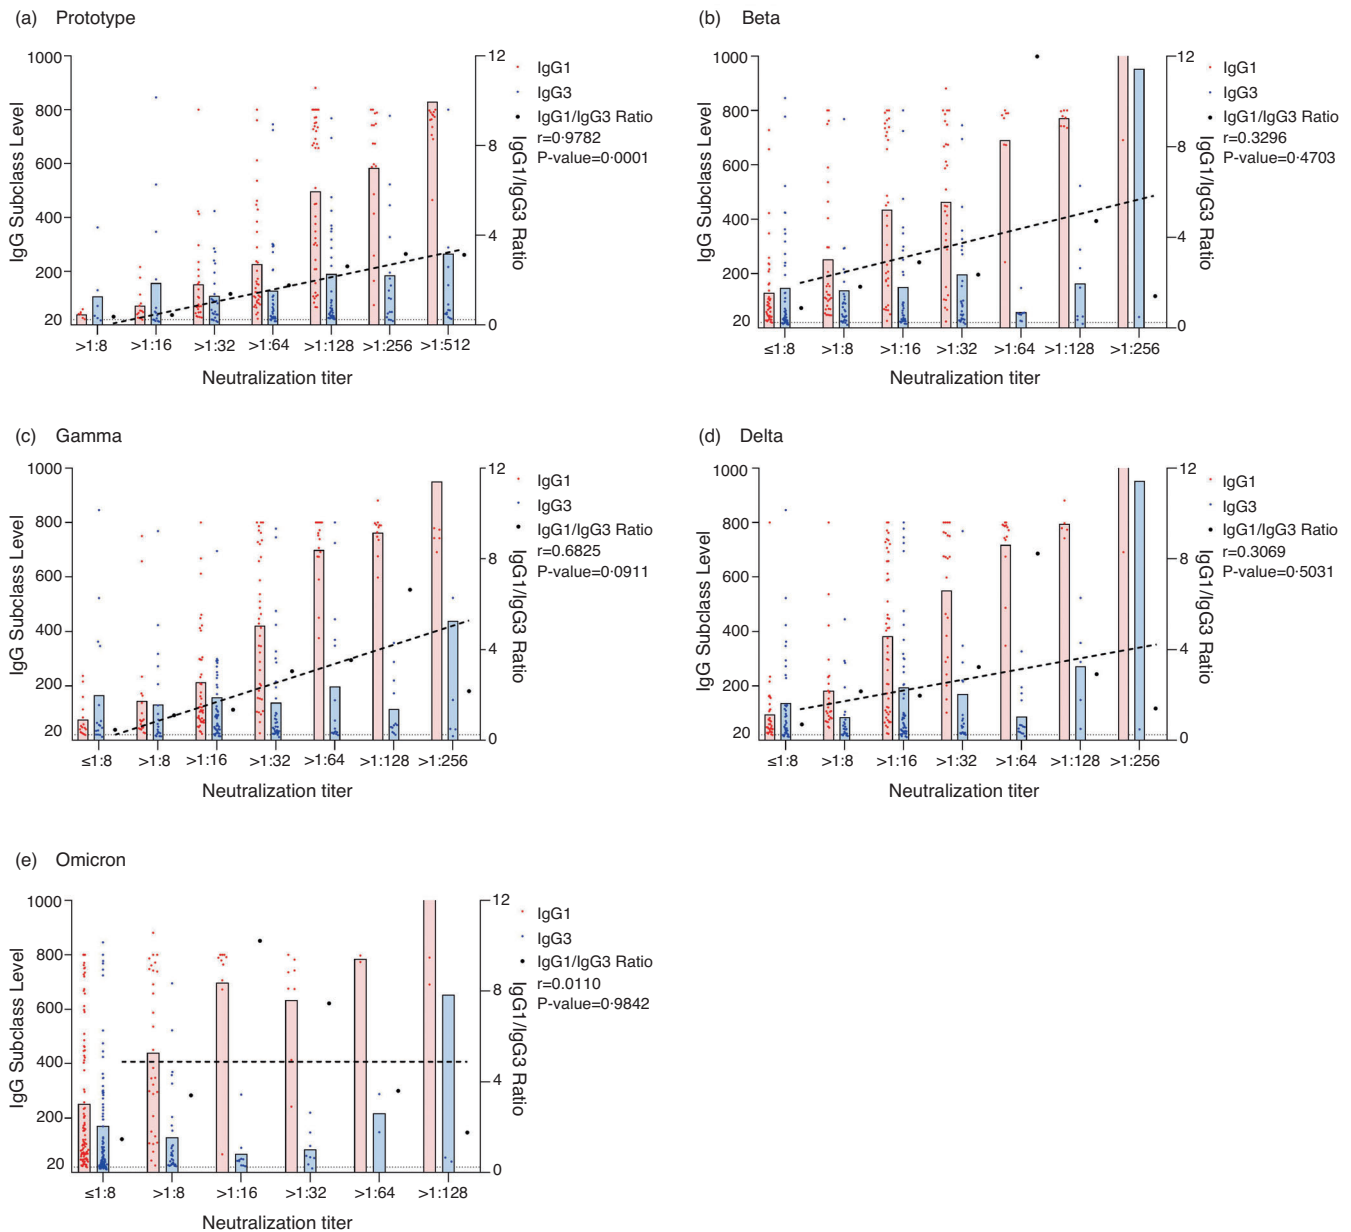 (a) Prototype
IgG Subclass Level
1000
800
600
400
200
20
>1:8 >1:16 >1:32 >1:64 >1:128 >1:256 >1:512
Neutralization titer
12
8
4
0
IgG1/IgG3 Ratio
IgG1
IgG3
IgG1/IgG3 Ratio
r=0.9782
P-value=0·0001
(b) Beta
IgG Subclass Level
1000
800
600
400
200
20
≤1:8 >1:8 >1:16 >1:32 >1:64 >1:128 >1:256
Neutralization titer
12
8
4
0
IgG1/IgG3 Ratio
IgG1
IgG3
IgG1/IgG3 Ratio
r=0.3296
P-value=0·4703
(c) Gamma
IgG Subclass Level
1000
800
600
400
200
20
≤1:8 >1:8 >1:16 >1:32 >1:64 >1:128 >1:256
Neutralization titer
12
8
4
0
IgG1/IgG3 Ratio
IgG1
IgG3
IgG1/IgG3 Ratio
r=0.6825
P-value=0·0911
(d) Delta
IgG Subclass Level
1000
800
600
400
200
20
≤1:8 >1:8 >1:16 >1:32 >1:64 >1:128 >1:256
Neutralization titer
12
8
4
0
IgG1/IgG3 Ratio
IgG1
IgG3
IgG1/IgG3 Ratio
r=0.3069
P-value=0·5031
(e) Omicron
IgG Subclass Level
1000
800
600
400
200
20
≤1:8 >1:8 >1:16 >1:32 >1:64 >1:128
Neutralization titer
12
8
4
0
IgG1/IgG3 Ratio
IgG1
IgG3
IgG1/IgG3 Ratio
r=0.0110
P-value=0·9842